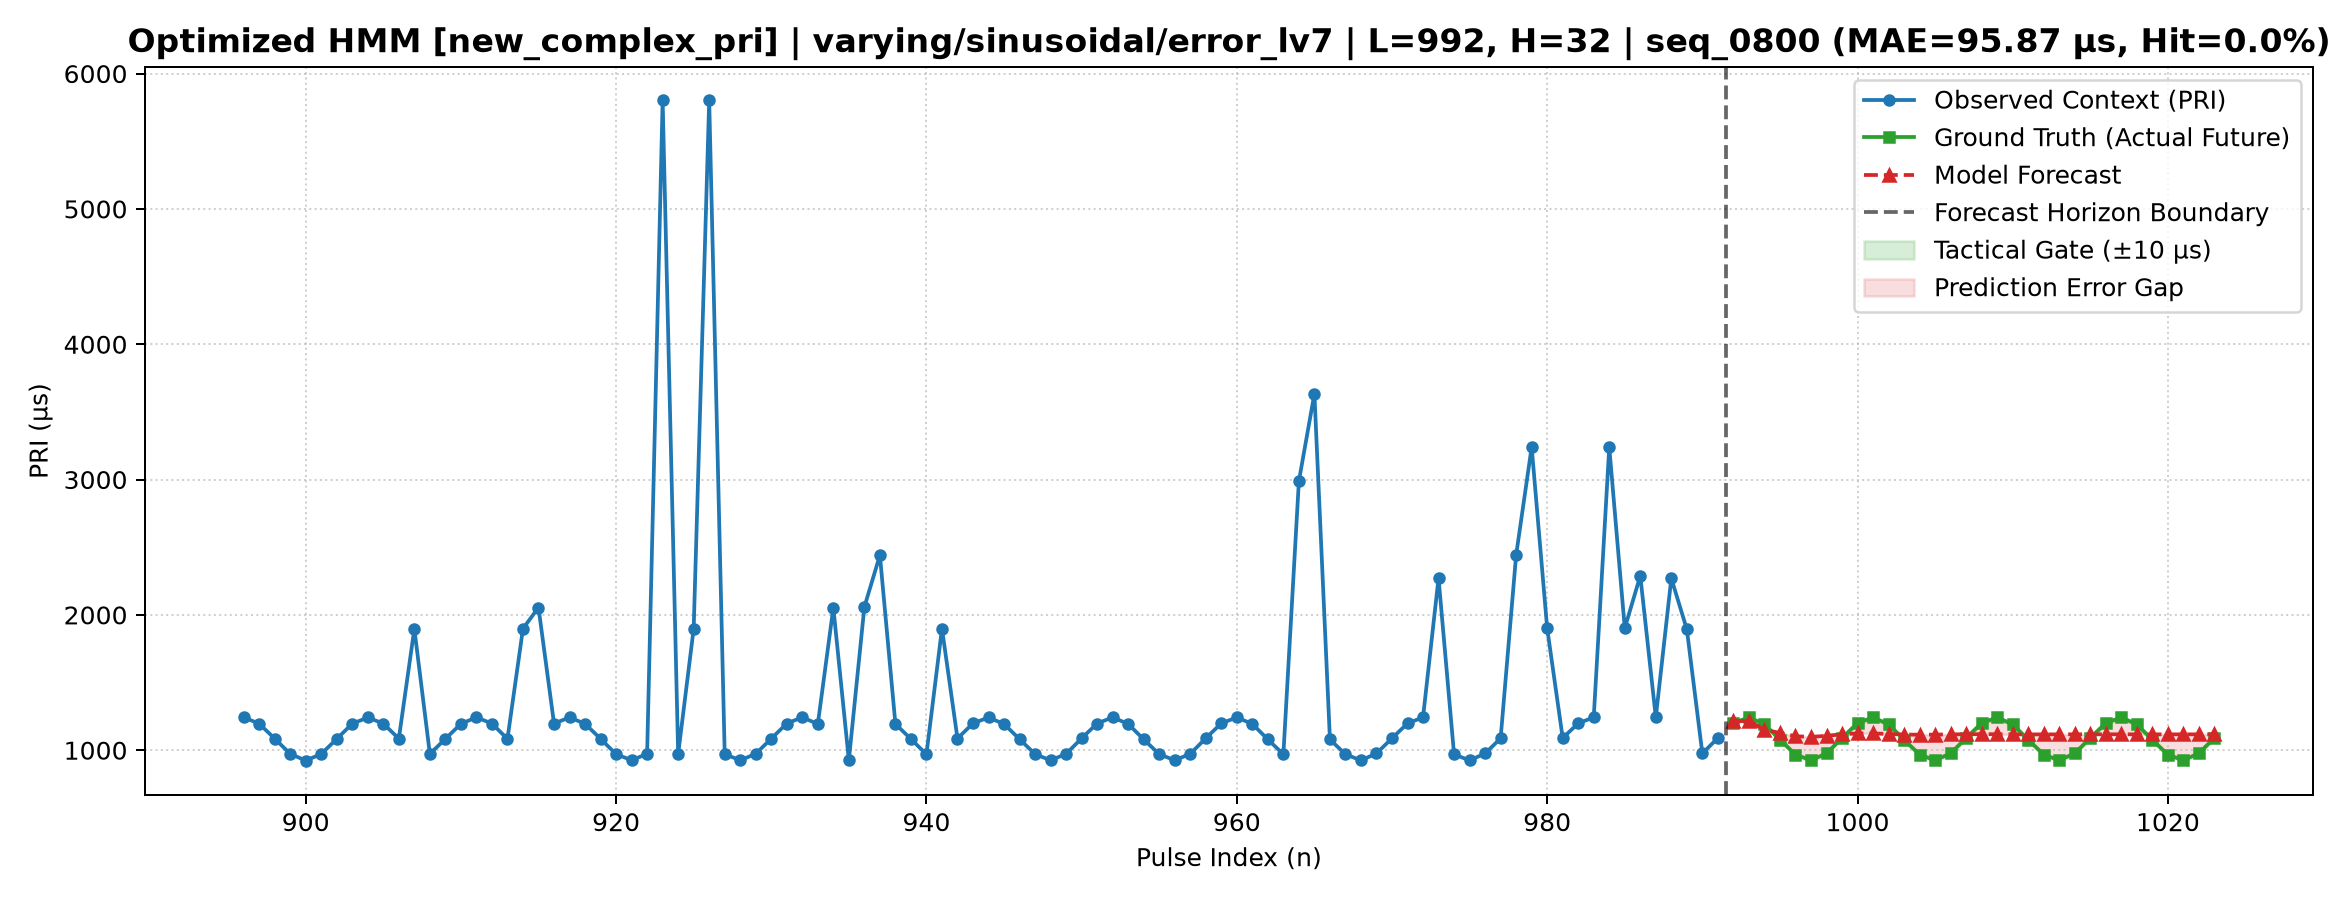 Optimized HMM [new_complex_pri] | varying/sinusoidal/error_lv7 | L=992, H=32 | seq_0800 (MAE=95.87 µs, Hit=0.0%)
6000
5000
4000
3000
2000
1000
PRI (µs)
Observed Context (PRI)
Ground Truth (Actual Future)
Model Forecast
Forecast Horizon Boundary
Tactical Gate (±10 µs)
Prediction Error Gap
900
920
940
960
980
1000
1020
Pulse Index (n)